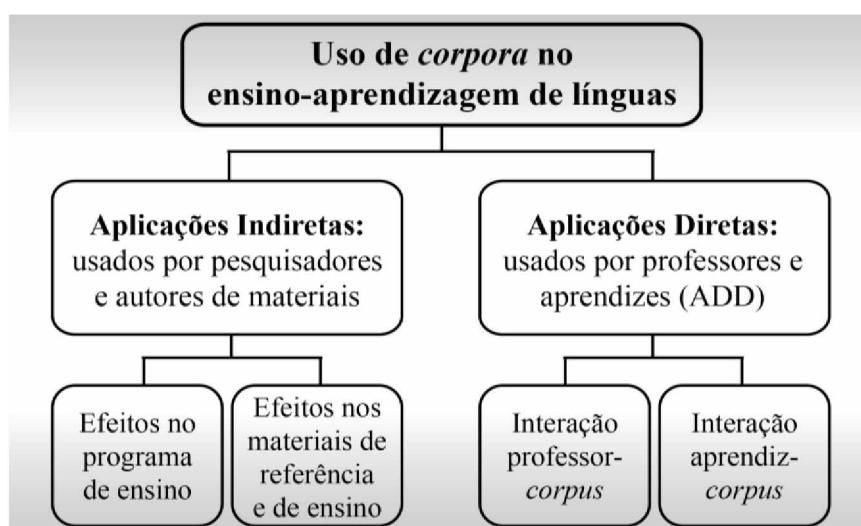 Uso de corpora no
ensino-aprendizagem de línguas
Aplicações Indiretas:
usados por pesquisadores
e autores de materiais
Aplicações Diretas:
usados por professores e
aprendizes (ADD)
Efeitos no
programa
de ensino
Efeitos nos
materiais de
referência
e de ensino
Interação
professor-
corpus
Interação
aprendiz-
corpus